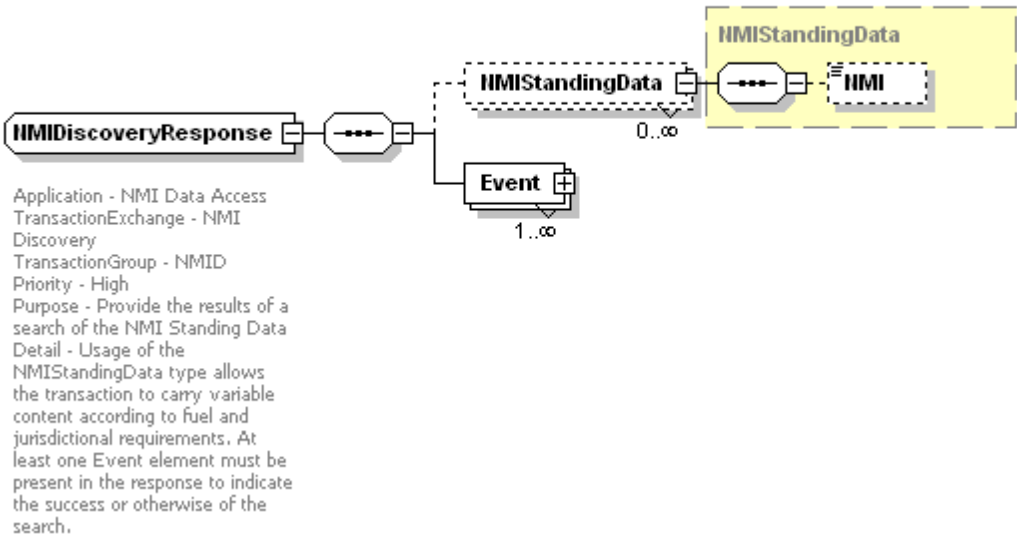 NMIStandingData
NMIStandingData
NMI
0..∞
NMIDiscoveryResponse
Event
1..∞
Application - NMI Data Access
TransactionExchange - NMI
Discovery
TransactionGroup - NMID
Priority - High
Purpose - Provide the results of a
search of the NMI Standing Data
Detail - Usage of the
NMIStandingData type allows
the transaction to carry variable
content according to fuel and
jurisdictional requirements. At
least one Event element must be
present in the response to indicate
the success or otherwise of the
search.